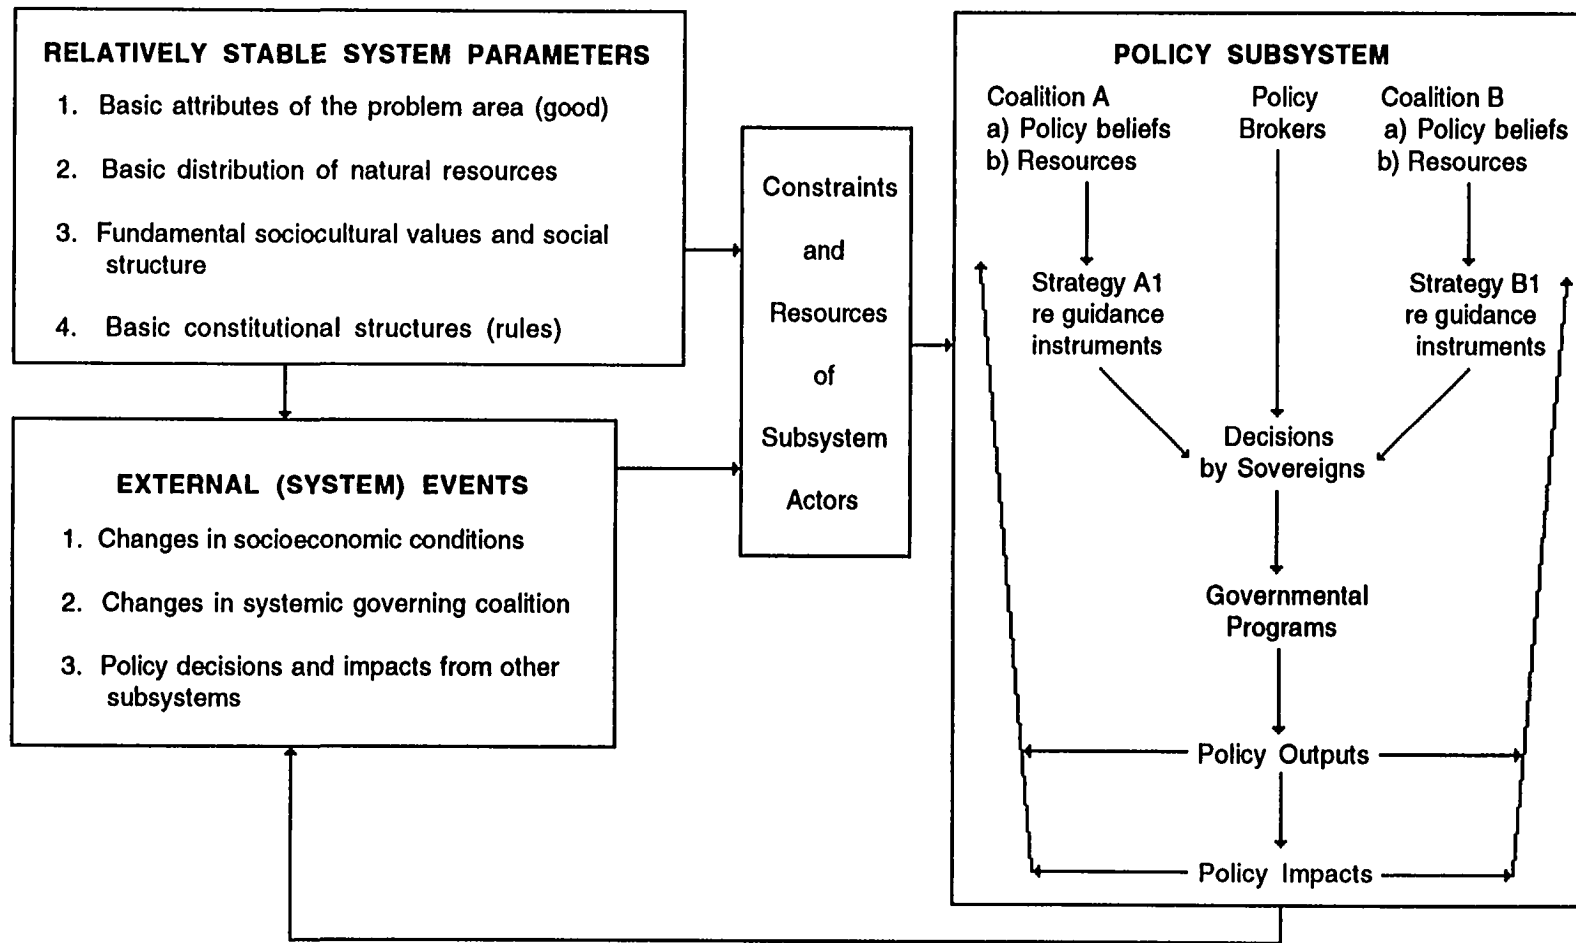 RELATIVELY STABLE SYSTEM PARAMETERS
1. Basic attributes of the problem area (good)
2. Basic distribution of natural resources
3. Fundamental sociocultural values and social
structure
4. Basic constitutional structures (rules)
EXTERNAL (SYSTEM) EVENTS
1. Changes in socioeconomic conditions
2. Changes in systemic governing coalition
3. Policy decisions and impacts from other
subsystems
Constraints
and
Resources
of
Subsystem
Actors
POLICY SUBSYSTEM
Coalition A
a) Policy beliefs
b) Resources
Policy
Brokers
Coalition B
a) Policy beliefs
b) Resources
Strategy A1
re guidance
instruments
Strategy B1
re guidance
instruments
Decisions
by Sovereigns
Governmental
Programs
Policy Outputs
Policy Impacts